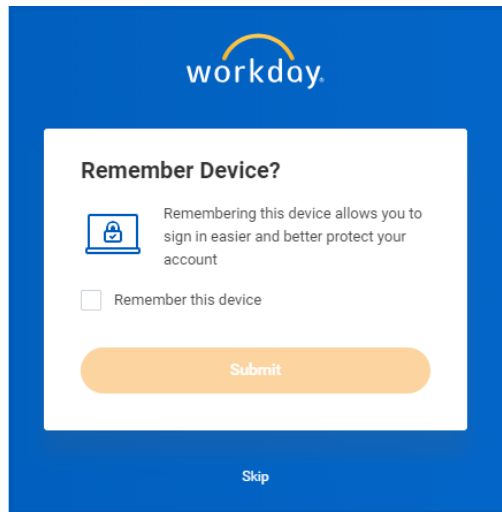 workday.
Remember Device?
Remembering this device allows you to
sign in easier and better protect your
account
Remember this device
Submit
Skip